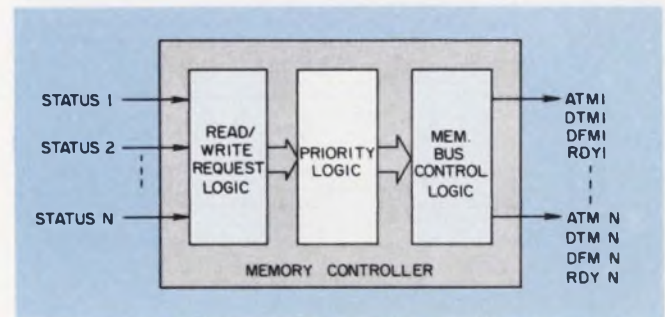 STATUS 1
STATUS 2
STATUS N
READ/
WRITE
REQUEST
LOGIC
PRIORITY
LOGIC
MEM.
BUS
CONTROL
LOGIC
MEMORY CONTROLLER
ATM1
DTM1
DFM1
RDY1
ATM N
DTM N
DFM N
RDY N